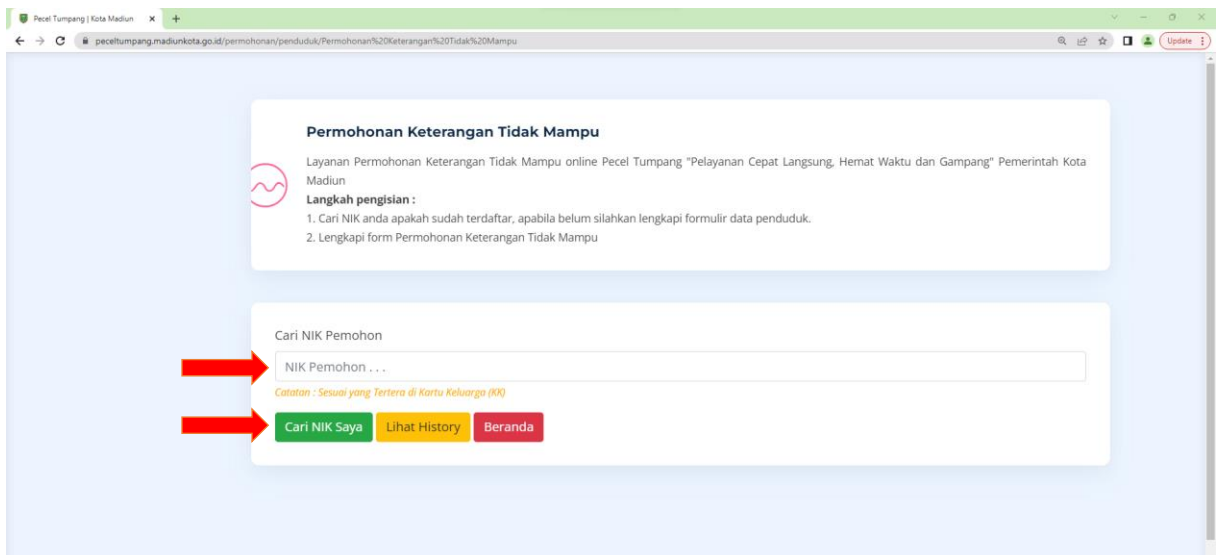 Pecel Tumpang | Kota Madiun
peceltumpang.madiunkota.go.id/permohonan/penduduk/Permohonan%20Keterangan%20Tidak%20Mampu
Update
Permohonan Keterangan Tidak Mampu
Layanan Permohonan Keterangan Tidak Mampu online Pecel Tumpang "Pelayanan Cepat Langsung, Hemat Waktu dan Gampang" Pemerintah Kota
Madiun
Langkah pengisian :
1. Cari NIK anda apakah sudah terdaftar, apabila belum silahkan lengkapi formulir data penduduk.
2. Lengkapi form Permohonan Keterangan Tidak Mampu
Cari NIK Pemohon
NIK Pemohon . . .
Catatan : Sesuai yang Tertera di Kartu Keluarga (KK)
Cari NIK Saya Lihat History Beranda